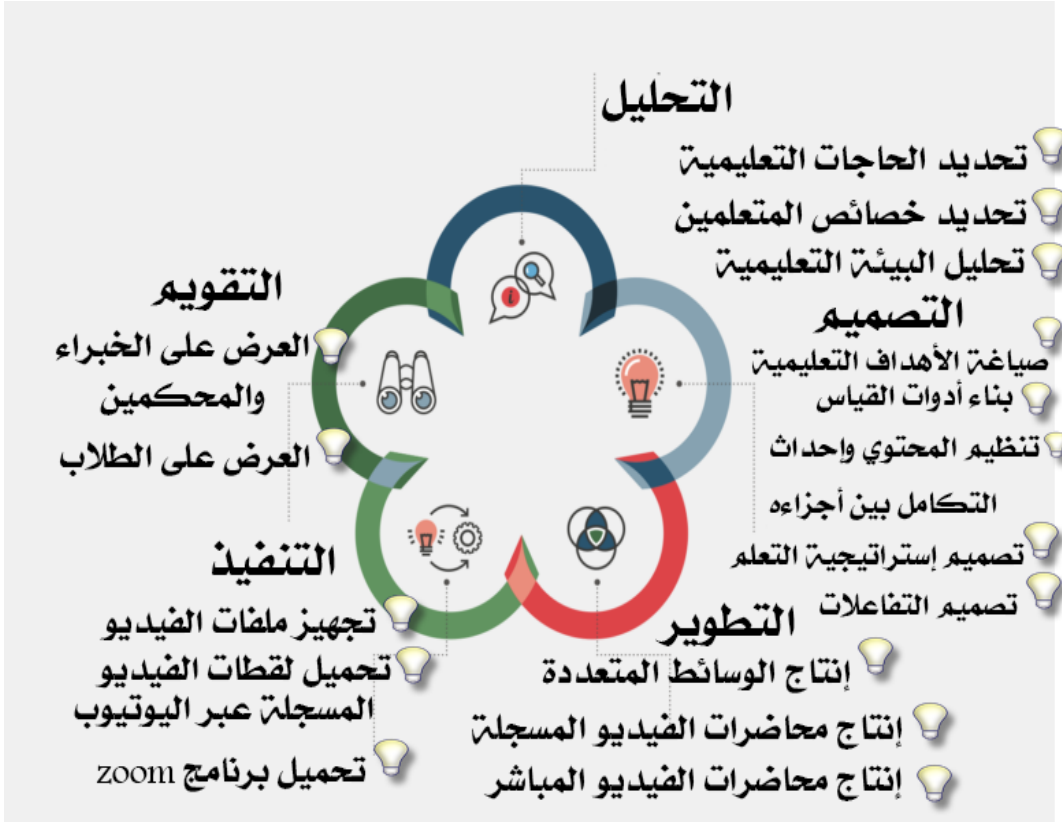 التحليل
تحديد الحاجات التعليمية
تحديد خصائص المتعلمين
تحليل البيئة التعليمية
التصميم
صياغة الأهداف التعليمية
بناء أدوات القياس
تنظيم المحتوي وإحداث
التكامل بين أجزاءه
تصميم إستراتيجية التعلم
تصميم التفاعلات
التطوير
إنتاج الوسائط المتعددة
إنتاج محاضرات الفيديو المسجلة
إنتاج محاضرات الفيديو المباشر
التنفيذ
تجهيز ملفات الفيديو
تحميل لقطات الفيديو
المسجلة عبر اليوتيوب
تحميل برنامج zoom
التقويم
العرض على الخبراء
والمحكمين
العرض على الطلاب